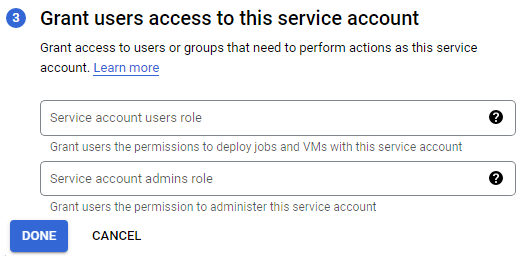 3 Grant users access to this service account
Grant access to users or groups that need to perform actions as this service
account. Learn more
Service account users role ?
Grant users the permissions to deploy jobs and VMs with this service account
Service account admins role ?
Grant users the permission to administer this service account
DONE CANCEL